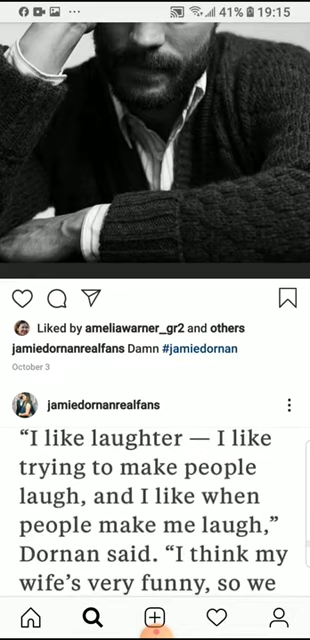 41% 19:15
Liked by ameliawarner_gr2 and others
jamiedornanrealfans Damn #jamiedornan
October 3
jamiedornanrealfans
“I like laughter — I like
trying to make people
laugh, and I like when
people make me laugh,”
Dornan said. “I think my
wife’s very funny, so we